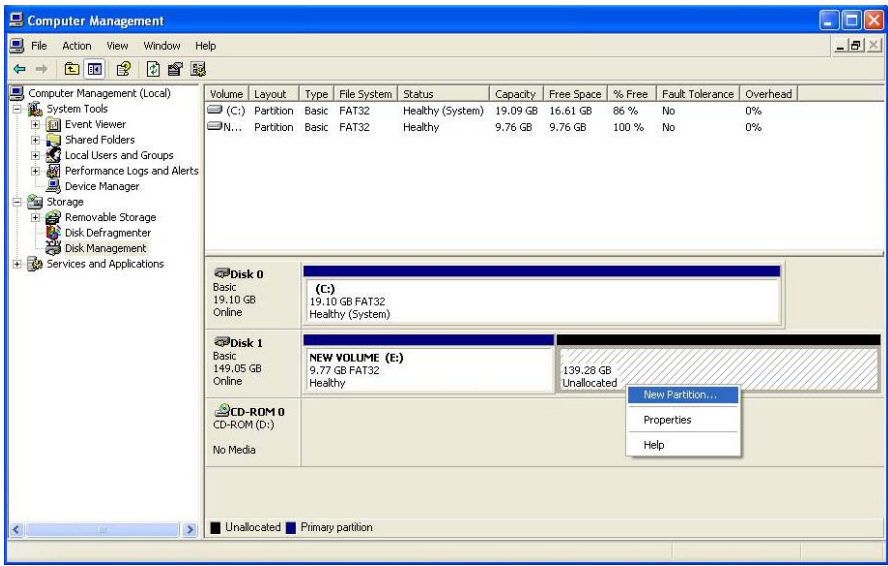 Computer Management
File Action View Window Help
Computer Management (Local)
System Tools
Event Viewer
Shared Folders
Local Users and Groups
Performance Logs and Alerts
Device Manager
Storage
Removable Storage
Disk Defragmenter
Disk Management
Services and Applications
Volume Layout Type File System Status Capacity Free Space % Free Fault Tolerance Overhead
(C:) Partition Basic FAT32 Healthy (System) 19.09 GB 16.61 GB 86 % No 0%
N... Partition Basic FAT32 Healthy 9.76 GB 9.76 GB 100 % No 0%
Disk 0
Basic
19.10 GB
Online
(C:)
19.10 GB FAT32
Healthy (System)
Disk 1
Basic
149.05 GB
Online
NEW VOLUME (E:)
9.77 GB FAT32
Healthy
139.28 GB
Unallocated
New Partition...
Properties
Help
CD-ROM 0
CD-ROM (D:)
No Media
Unallocated Primary partition